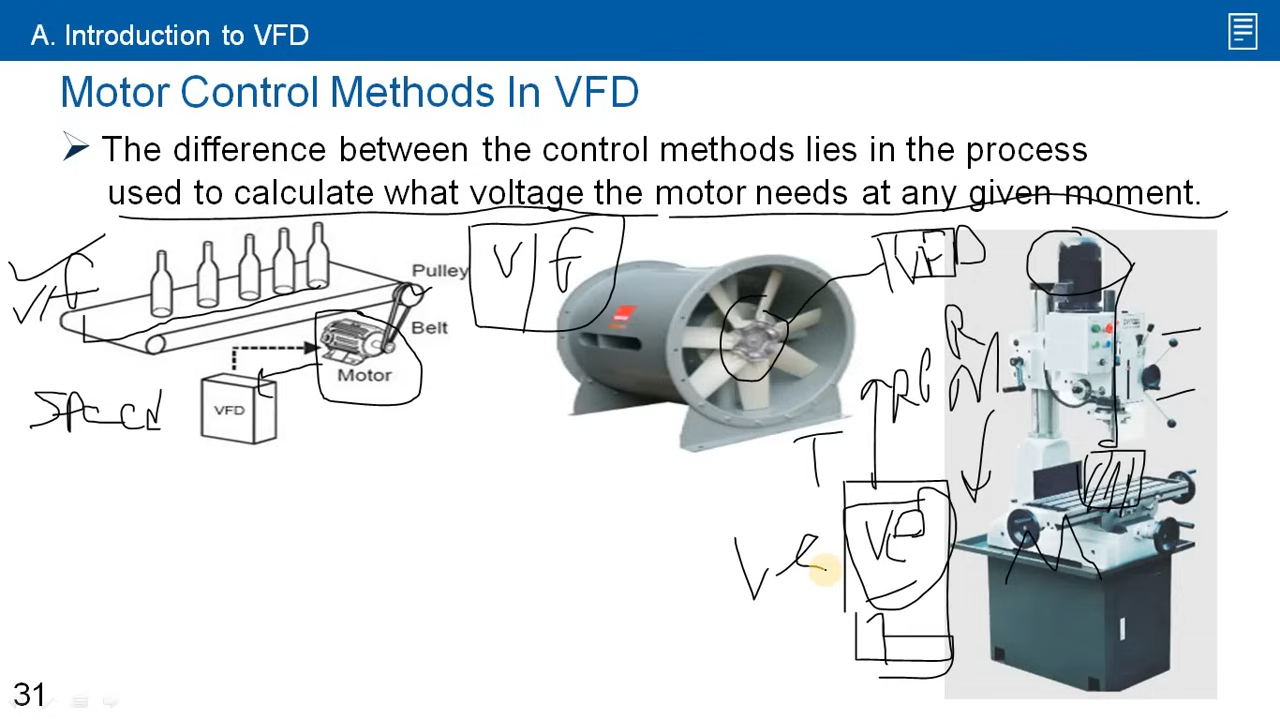 A. Introduction to VFD
Motor Control Methods In VFD
The difference between the control methods lies in the process
used to calculate what voltage the motor needs at any given moment.
V/f
V f
VFD
Pulley
Belt
Motor
VFD
T
31